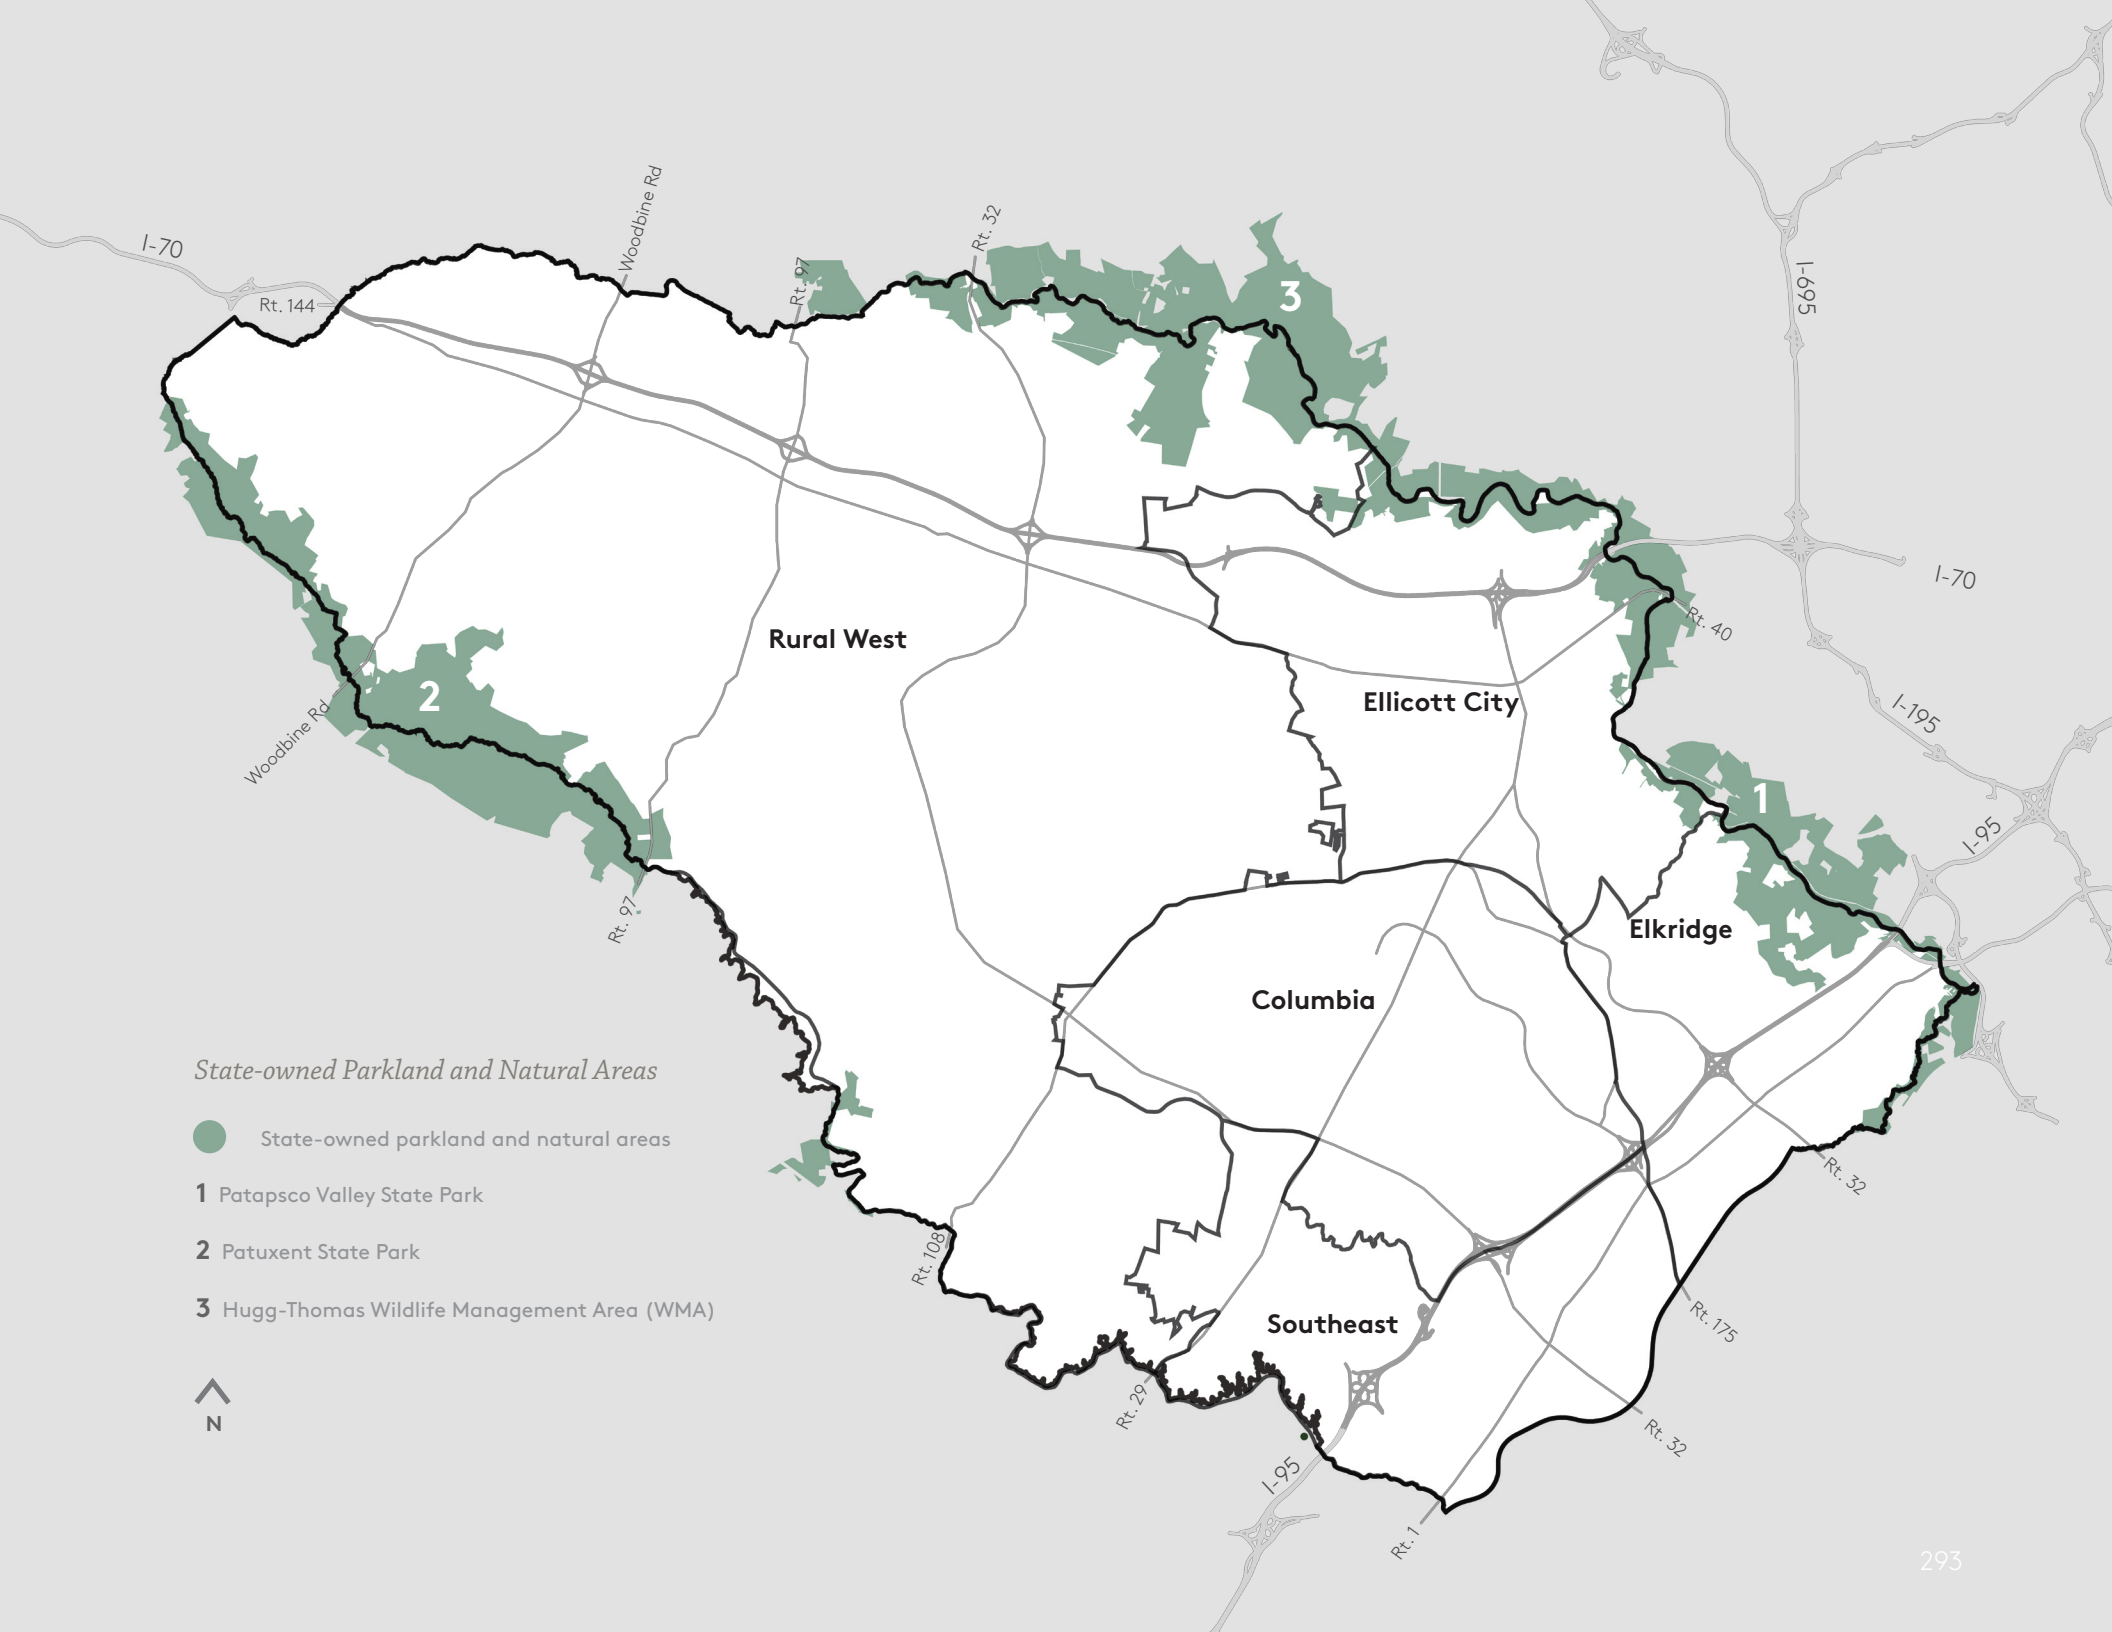 Woodbine Rd
Rt. 32
I-70
Rt. 97
Rt. 144
3
I-695
I-70
Rt. 40
Rural West
2
Ellicott City
Woodbine Rd
I-195
1
I-95
Rt. 97
Elkridge
Columbia
State-owned Parkland and Natural Areas
State-owned parkland and natural areas
1 Patapsco Valley State Park
2 Patuxent State Park
3 Hugg-Thomas Wildlife Management Area (WMA)
N
Rt. 32
Rt. 108
Rt. 175
Southeast
Rt. 29
Rt. 32
I-95
Rt. 1
293